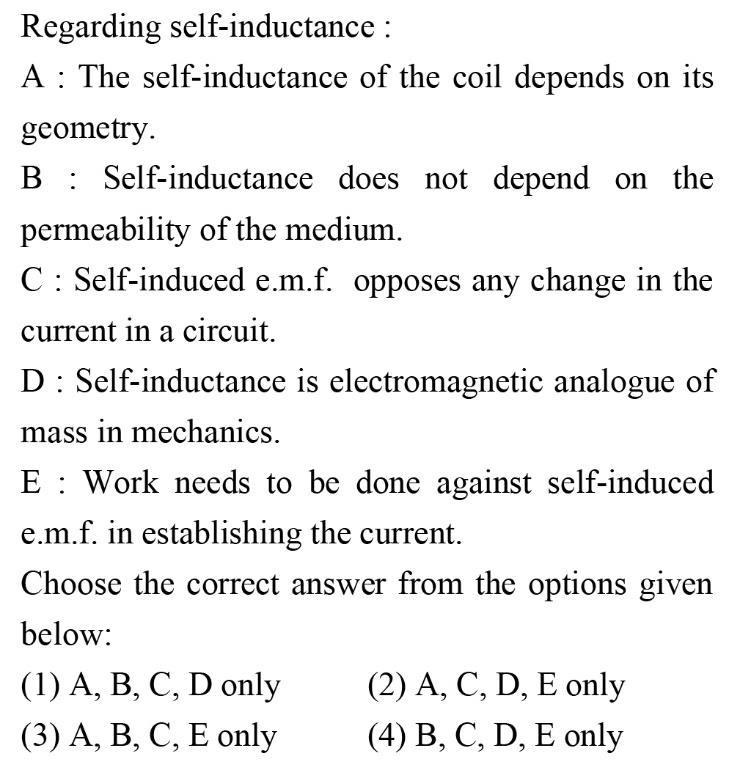 Regarding self-inductance :
A : The self-inductance of the coil depends on its
geometry.
B : Self-inductance does not depend on the
permeability of the medium.
C : Self-induced e.m.f. opposes any change in the
current in a circuit.
D : Self-inductance is electromagnetic analogue of
mass in mechanics.
E : Work needs to be done against self-induced
e.m.f. in establishing the current.
Choose the correct answer from the options given
below:
(1) A, B, C, D only (2) A, C, D, E only
(3) A, B, C, E only (4) B, C, D, E only